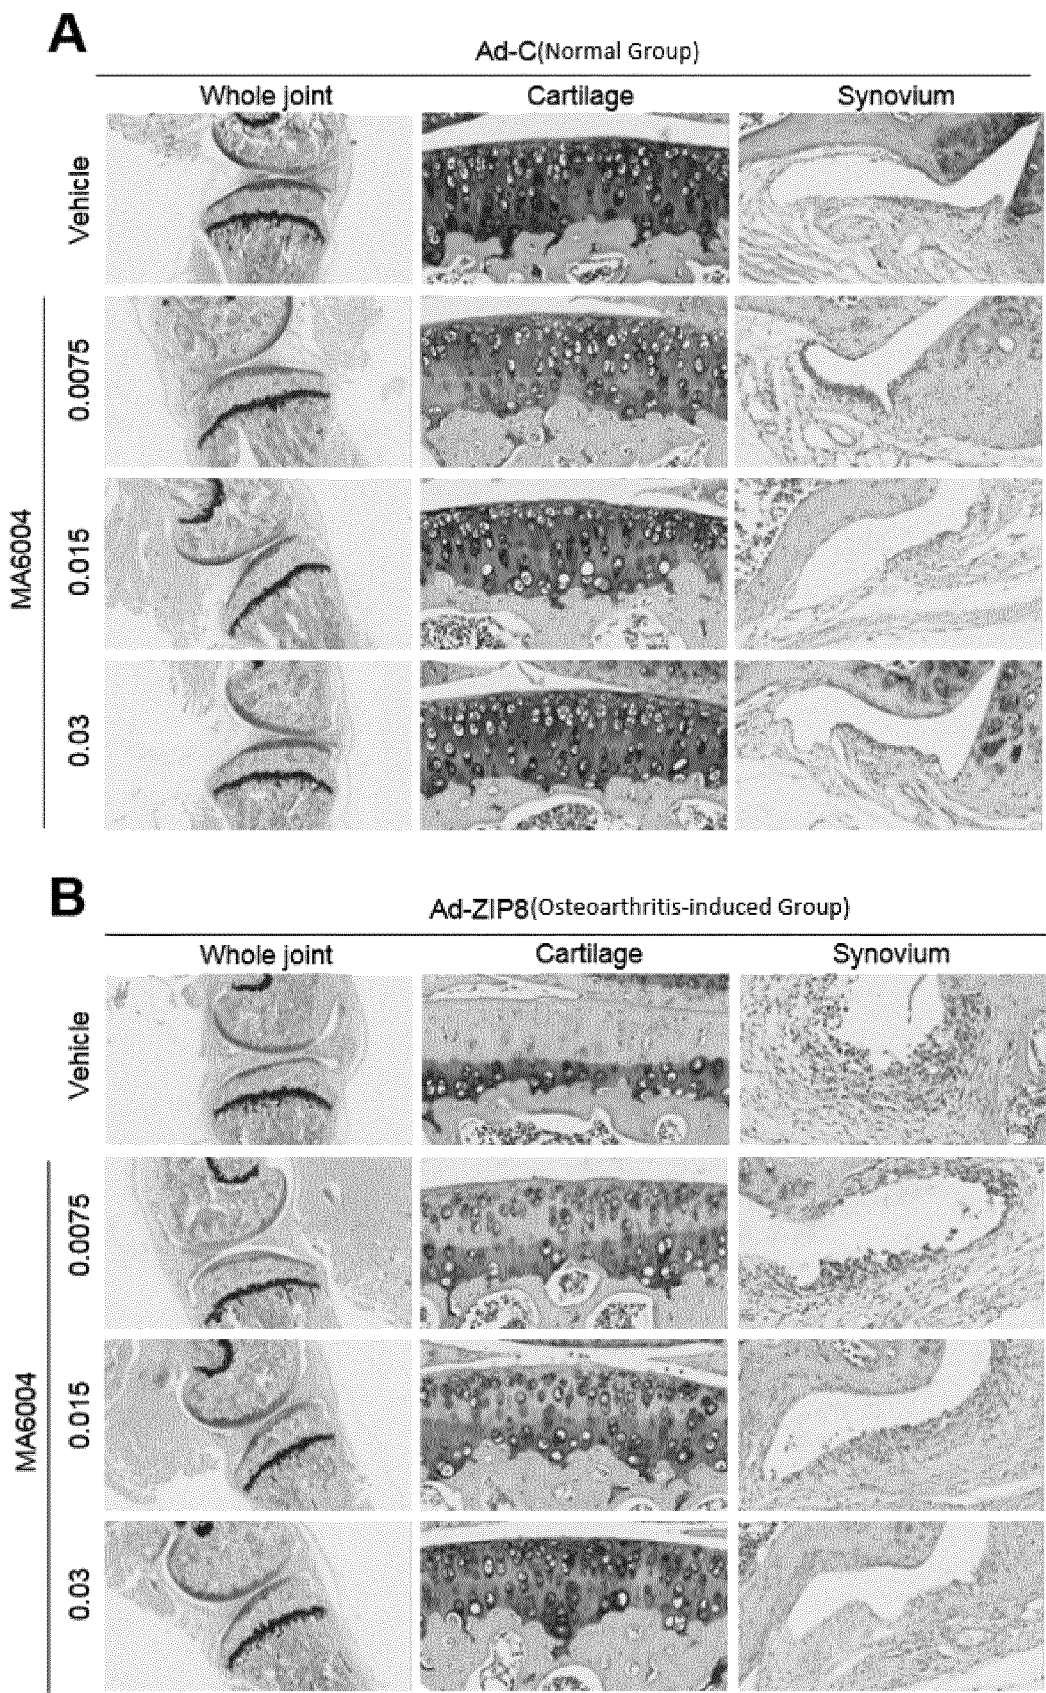 A
Ad-C(Normal Group)
Whole joint Cartilage Synovium
Vehicle
MA6004
0.0075
0.015
0.03
B
Ad-ZIP8(Osteoarthritis-induced Group)
Whole joint Cartilage Synovium
Vehicle
MA6004
0.0075
0.015
0.03